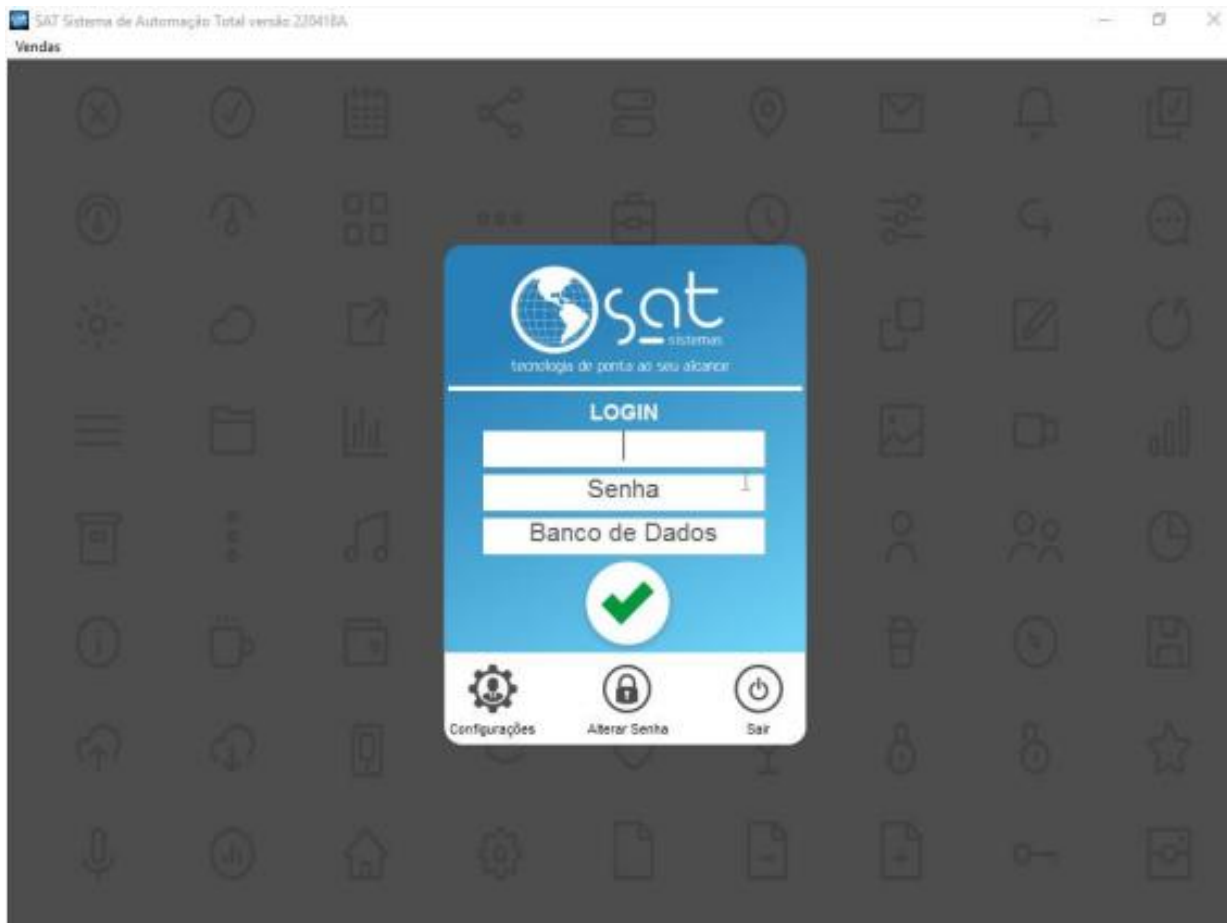 SAT Sistema de Automação Total versão 220418A
Vendas
sat
sistemas
tecnologia de ponta ao seu alcance
LOGIN
Senha
Banco de Dados
Configurações
Alterar Senha
Sair